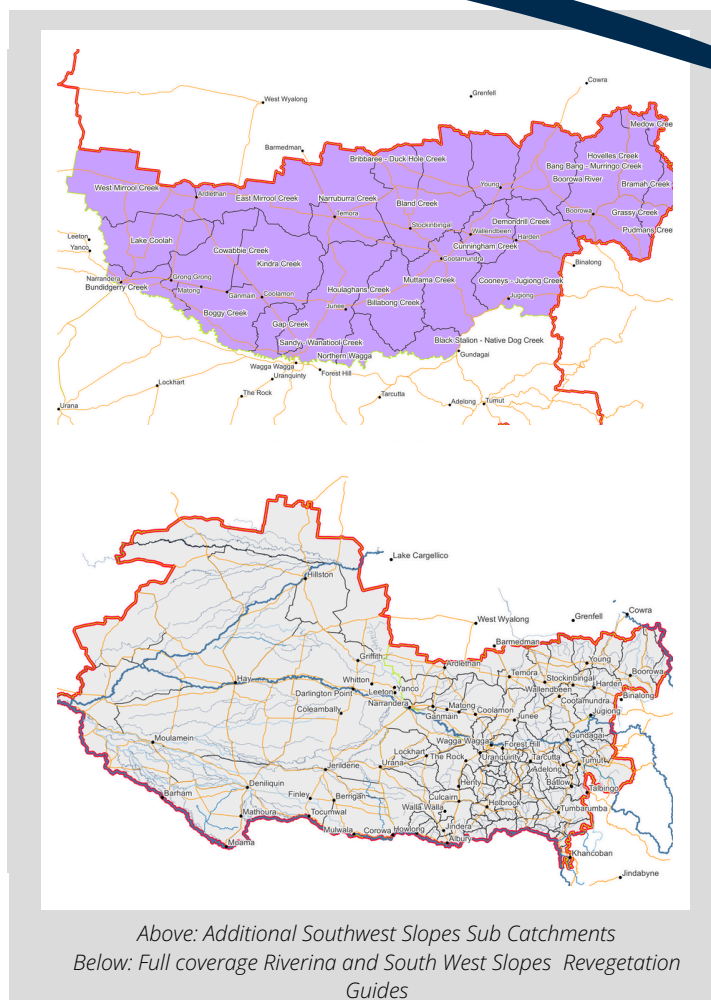 Cowra
Grenfell
West Wyalong
Medow Cree
Barmedman
Hovelles Creek
Bribbaree - Duck Hole Creek
Bang Bang - Murringo Creek
Boorowa River
Young
Bramah Creek
West Mirrool Creek
Ardlethan
East Mirrool Creek
Narruburra Creek
Bland Creek
Temora
Boorowa
Grassy Creek
Demondrill Creek
Stockinbingal
Wallendbeen
Pudmans Cree
Leeton
Lake Coolah
Harden
Cunningham Creek
Yanco
Cowabbie Creek
Cootamundra
Binalong
Kindra Creek
Narrandera
Grong Grong
Muttama Creek
Cooneys - Jugiong Creek
Bundidgerry Creek
Matong
Houlaghans Creek
Ganmain
Coolamon
Jugiong
Junee
Billabong Creek
Boggy Creek
Gap Creek
Sandy - Wanatiool Creek
Black Stalion - Native Dog Creek
Northern Wagga
Gundagai
Wagga Wagga
Forest Hill
Uranquinty
Lockhart
The Rock
Tarcutta
Adelong
Tumut
Urana
Lake Cargellico
Hillston
Cowra
West Wyalong
Grenfell
Barmedman
Griffith
Ardlethan
Young
Temora
Boorowa
Stockinbingal
Hay
Whitton
Yanco
Harden
Darlington Point
Leeton
Wallendbeen
Binalong
Cootamundra
Coleambally
Narrandera
Matong
Jugiong
Ganmain
Coolamon
Junee
Gundagai
Moulamein
Wagga Wagga
Forest Hill
Lockhart
Uranquinty
Tarcutta
The Rock
Tumut
Urana
Adelong
Jerilderie
Deniliquin
Henty
Batlow
Talbingo
Barham
Finley
Berrigan
Culcairn
Holbrook
Walla Walla
Tumbarumba
Mathoura
Tocumwal
Mulwala
Corowa
Howlong
Jindera
Moama
Albury
Khancoban
Jindabyne
Above: Additional Southwest Slopes Sub Catchments
Below: Full coverage Riverina and South West Slopes Revegetation
Guides